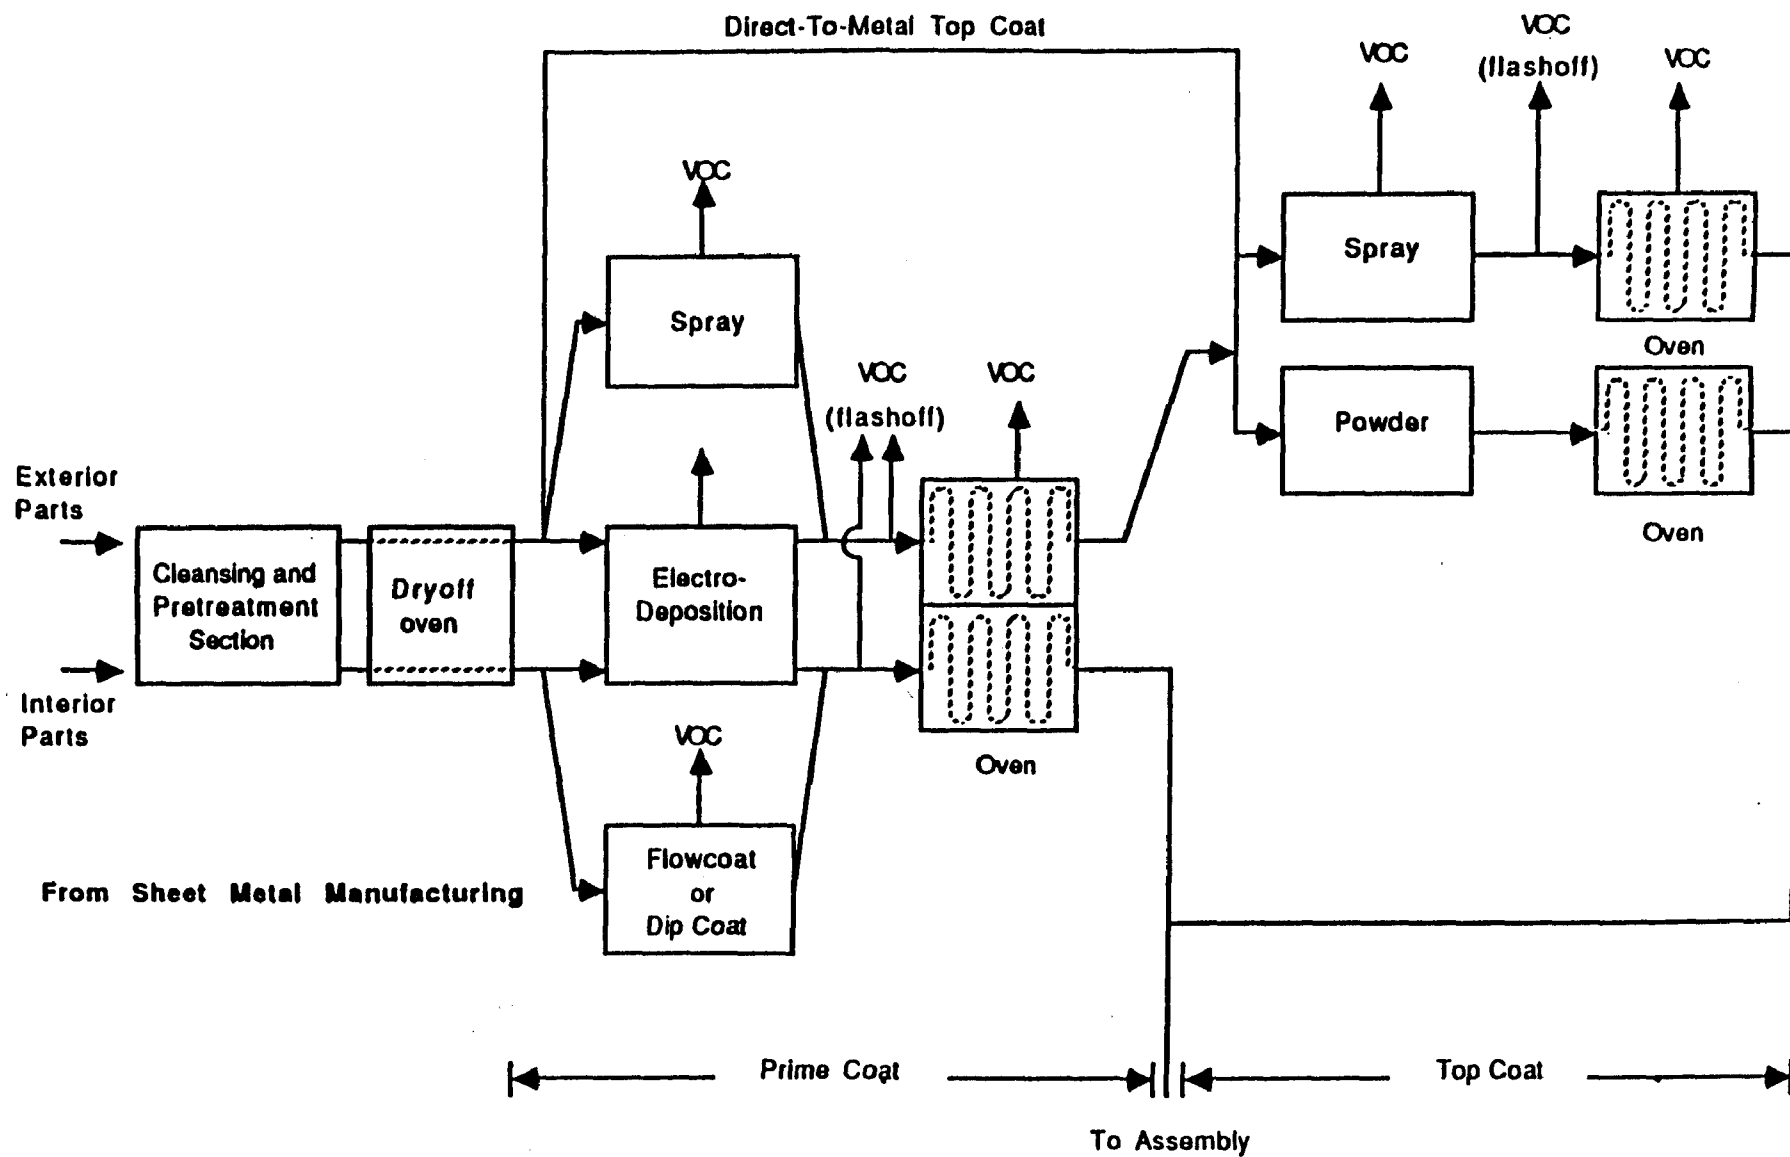 Direct-To-Metal Top Coat
VOC
VOC
(flashoff)
VOC
VOC
Spray
Spray
Oven
VOC
(flashoff)
VOC
Powder
Oven
Exterior
Parts
Cleansing and
Pretreatment
Section
Dryoff
oven
Electro-
Deposition
Interior
Parts
VOC
Oven
Flowcoat
or
Dip Coat
From Sheet Metal Manufacturing
Prime Coat
Top Coat
To Assembly